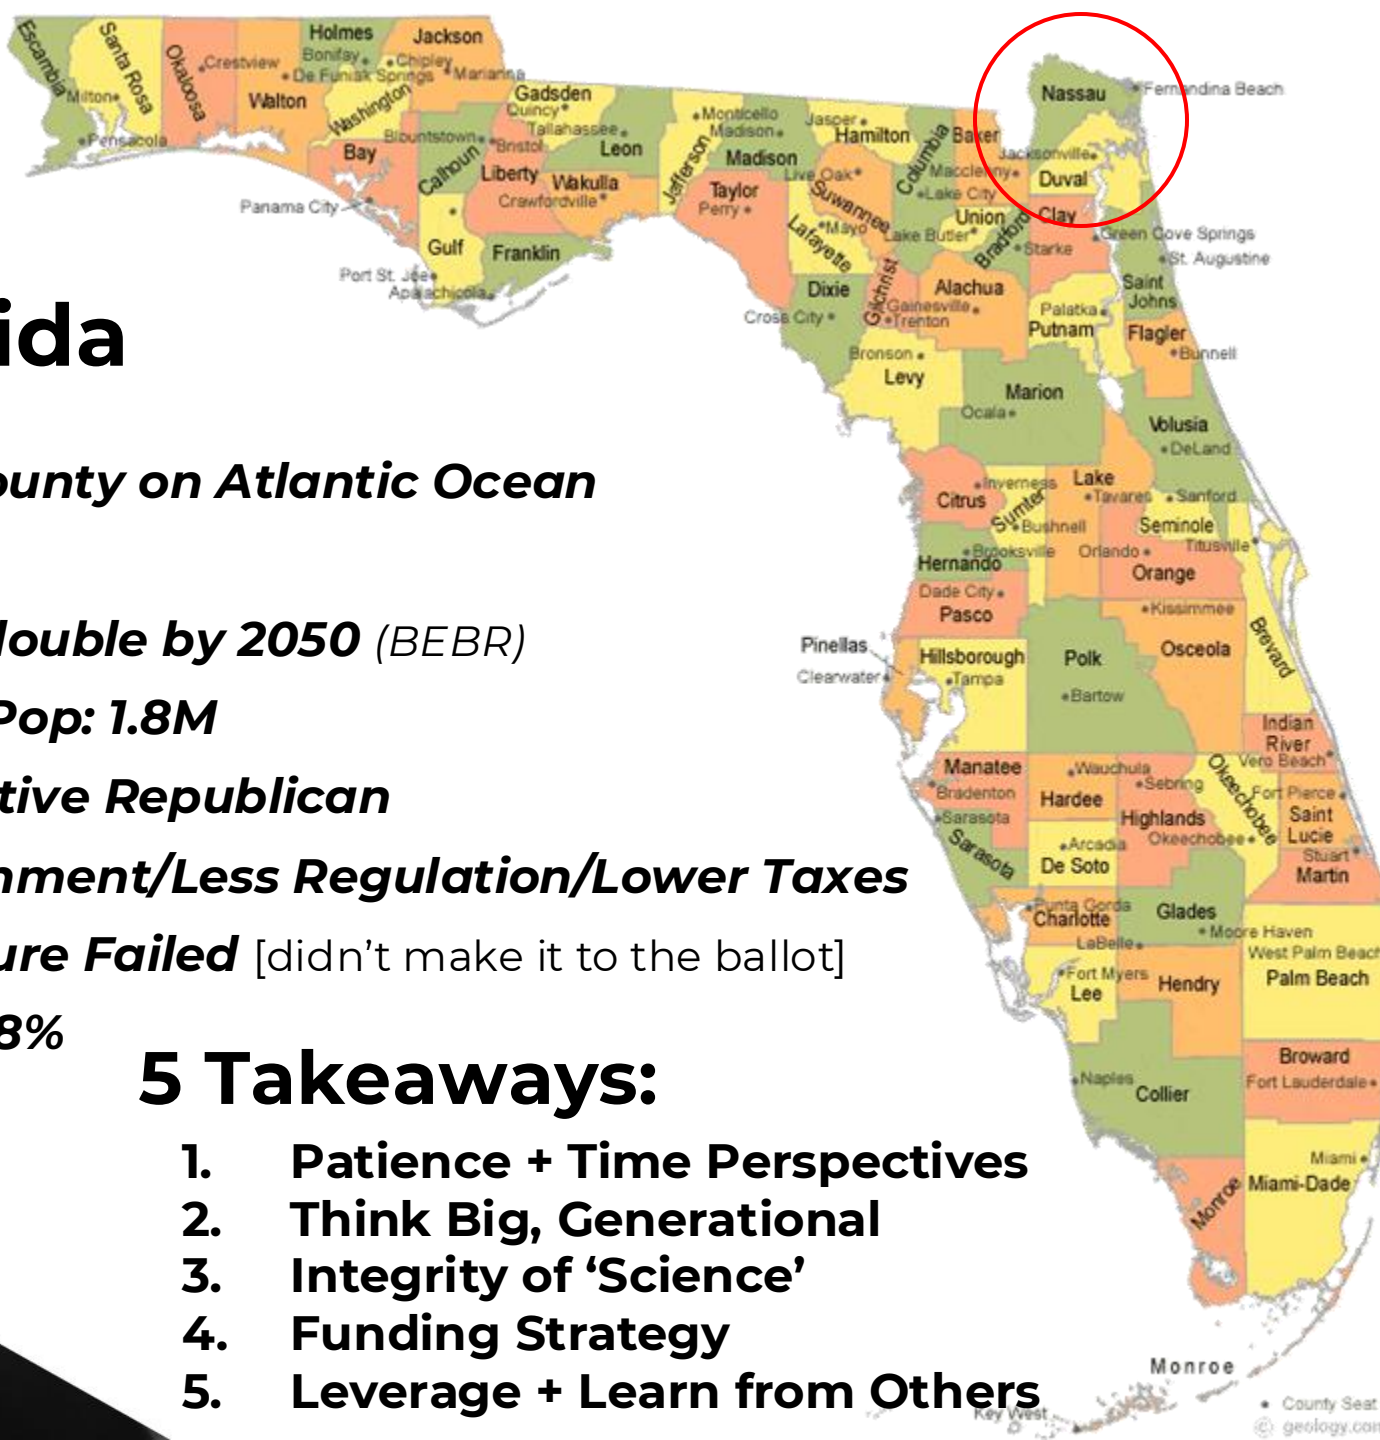 ida
ounty on Atlantic Ocean
double by 2050 (BEBR)
Pop: 1.8M
tive Republican
nment/Less Regulation/Lower Taxes
ure Failed [didn’t make it to the ballot]
8%
5 Takeaways:
1. Patience + Time Perspectives
2. Think Big, Generational
3. Integrity of ‘Science’
4. Funding Strategy
5. Leverage + Learn from Others
Escambia
Santa Rosa
Milton
Pensacola
Okaloosa
Crestview
Walton
De Funiak Springs
Holmes
Bonifay
Washington
Chipley
Jackson
Marianna
Bay
Panama City
Calhoun
Blountstown
Gulf
Port St. Joe
Gadsden
Quincy
Liberty
Bristol
Franklin
Apalachicola
Leon
Tallahassee
Wakulla
Crawfordville
Jefferson
Monticello
Madison
Madison
Taylor
Perry
Hamilton
Jasper
Suwannee
Live Oak
Lafayette
Mayo
Dixie
Cross City
Columbia
Lake City
Baker
Macclenny
Nassau
Fernandina Beach
Duval
Jacksonville
Union
Lake Butler
Bradford
Starke
Clay
Green Cove Springs
Saint
Johns
St. Augustine
Gilchrist
Trenton
Alachua
Gainesville
Putnam
Palatka
Flagler
Bunnell
Levy
Bronson
Marion
Ocala
Volusia
DeLand
Citrus
Inverness
Sumter
Bushnell
Lake
Tavares
Seminole
Sanford
Hernando
Brooksville
Orange
Orlando
Titusville
Brevard
Pasco
Dade City
Pinellas
Clearwater
Hillsborough
Tampa
Polk
Bartow
Osceola
Kissimmee
Indian
River
Vero Beach
Manatee
Bradenton
Hardee
Wauchula
Highlands
Sebring
Okeechobee
Okeechobee
Saint
Lucie
Fort Pierce
Sarasota
Sarasota
De Soto
Arcadia
Martin
Stuart
Charlotte
Punta Gorda
Glades
Moore Haven
Lee
Fort Myers
Hendry
LaBelle
Palm Beach
West Palm Beach
Collier
Naples
Broward
Fort Lauderdale
Monroe
Miami-Dade
Miami
Monroe
Key West
County Seat
© geology.com